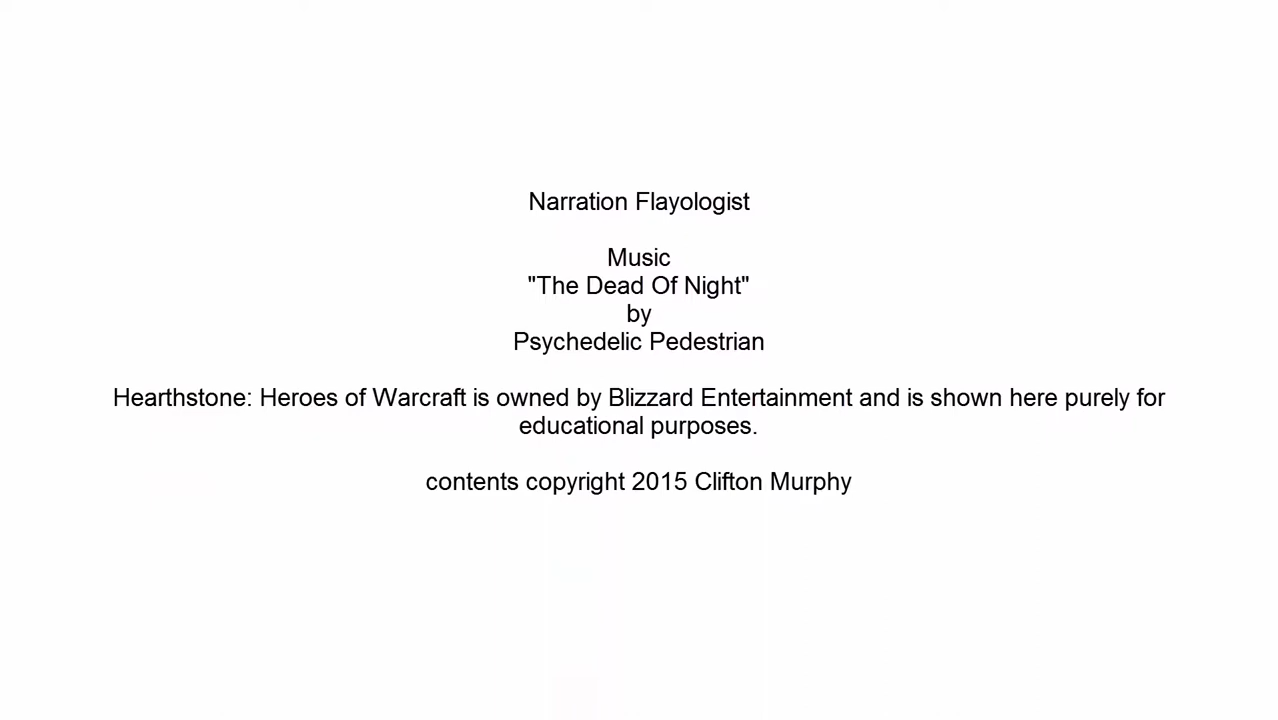 Narration Flayologist
Music
"The Dead Of Night"
by
Psychedelic Pedestrian
Hearthstone: Heroes of Warcraft is owned by Blizzard Entertainment and is shown here purely for
educational purposes.
contents copyright 2015 Clifton Murphy